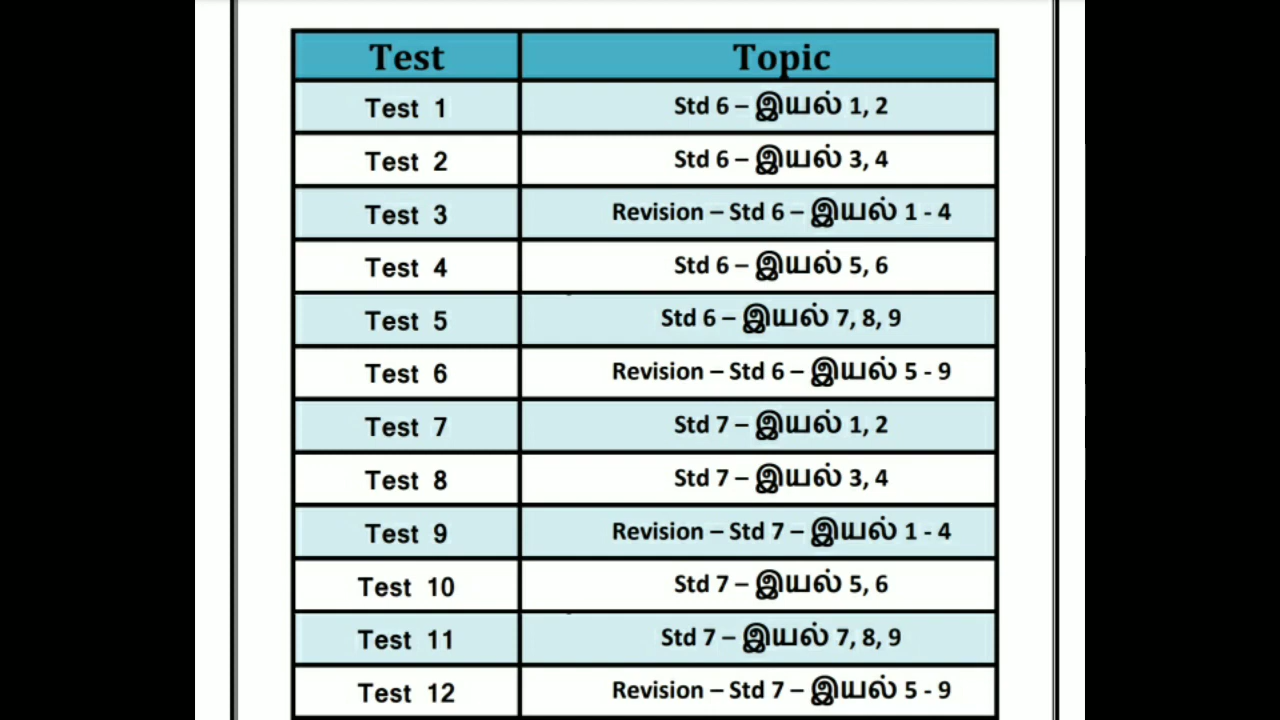 Test Topic
Test 1 Std 6 – இயல் 1, 2
Test 2 Std 6 – இயல் 3, 4
Test 3 Revision – Std 6 – இயல் 1 - 4
Test 4 Std 6 – இயல் 5, 6
Test 5 Std 6 – இயல் 7, 8, 9
Test 6 Revision – Std 6 – இயல் 5 - 9
Test 7 Std 7 – இயல் 1, 2
Test 8 Std 7 – இயல் 3, 4
Test 9 Revision – Std 7 – இயல் 1 - 4
Test 10 Std 7 – இயல் 5, 6
Test 11 Std 7 – இயல் 7, 8, 9
Test 12 Revision – Std 7 – இயல் 5 - 9